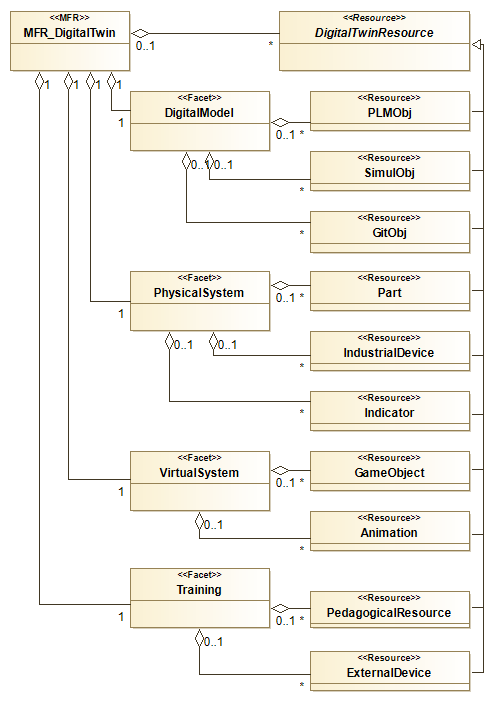 <<MFR>>
MFR_DigitalTwin
0..1
*
<<Resource>>
DigitalTwinResource
1
1
1
1
<<Facet>>
DigitalModel
1
0..1
*
<<Resource>>
PLMObj
0..1
0..1
*
<<Resource>>
SimulObj
*
<<Resource>>
GitObj
<<Facet>>
PhysicalSystem
1
0..1
*
<<Resource>>
Part
0..1
0..1
*
<<Resource>>
IndustrialDevice
*
<<Resource>>
Indicator
<<Facet>>
VirtualSystem
1
0..1
*
<<Resource>>
GameObject
0..1
*
<<Resource>>
Animation
<<Facet>>
Training
1
0..1
*
<<Resource>>
PedagogicalResource
0..1
*
<<Resource>>
ExternalDevice